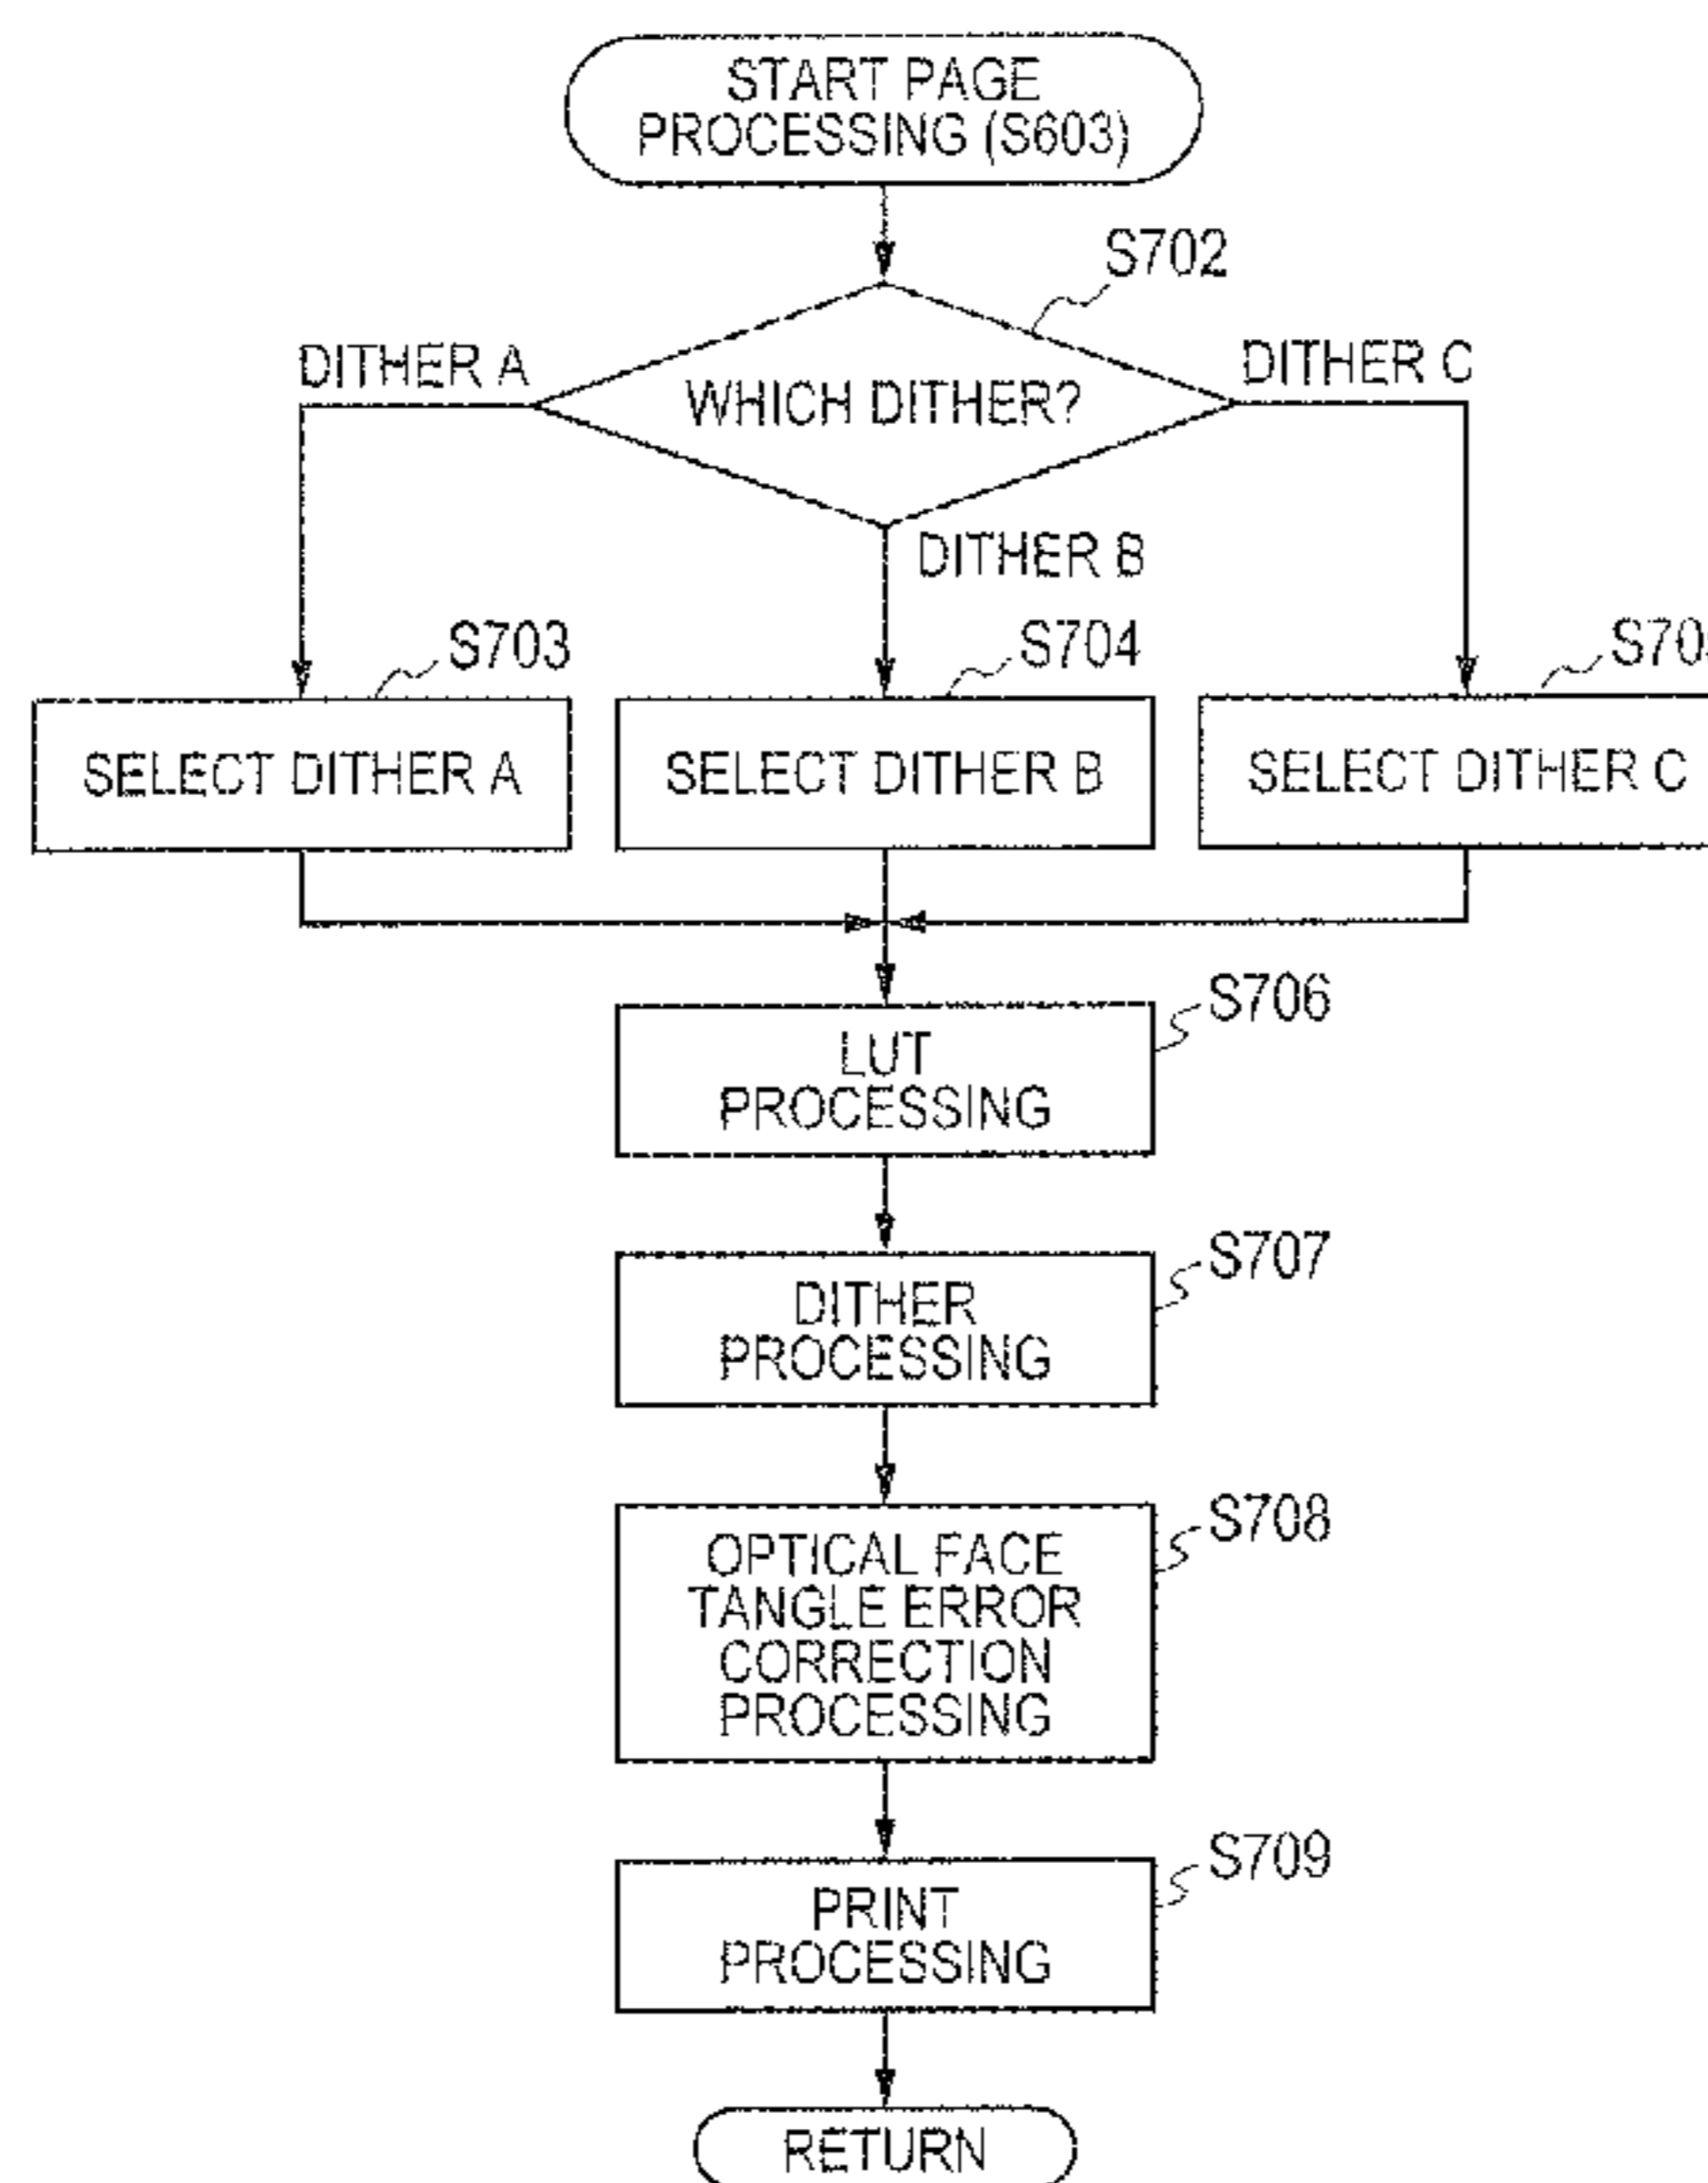 START PAGE
PROCESSING (S603)
S702
DITHER A
WHICH DITHER?
DITHER C
DITHER B
S703
S704
SELECT DITHER A
SELECT DITHER B
SELECT DITHER C
S706
LUT
PROCESSING
S707
DITHER
PROCESSING
S708
OPTICAL FACE
TANGLE ERROR
CORRECTION
PROCESSING
S709
PRINT
PROCESSING
RETURN